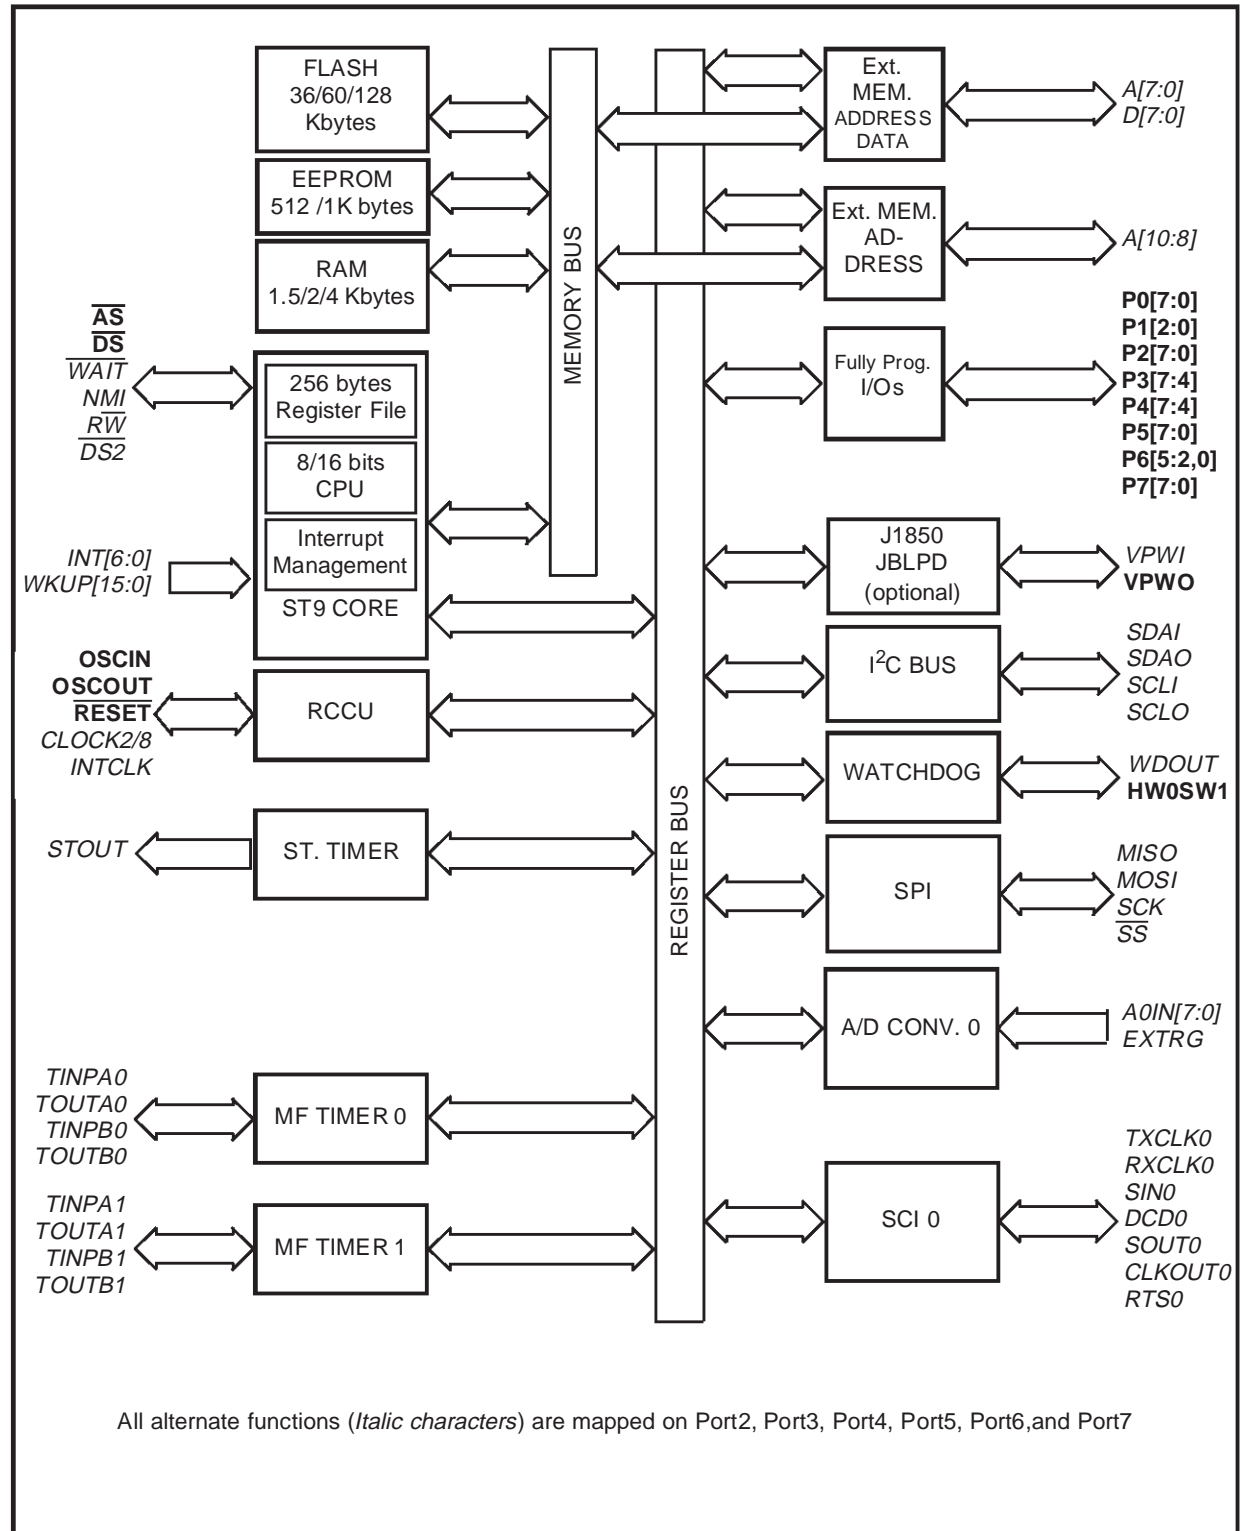 FLASH
36/60/128
Kbytes
EEPROM
512 /1K bytes
RAM
1.5/2/4 Kbytes
AS
DS
WAIT
NMI
RW
DS2
256 bytes
Register File
8/16 bits
CPU
Interrupt
Management
ST9 CORE
INT[6:0]
WKUP[15:0]
OSCIN
OSCOUT
RESET
CLOCK2/8
INTCLK
RCCU
STOUT
ST. TIMER
TINPA0
TOUTA0
TINPB0
TOUTB0
MF TIMER 0
TINPA1
TOUTA1
TINPB1
TOUTB1
MF TIMER 1
MEMORY BUS
REGISTER BUS
Ext.
MEM.
ADDRESS
DATA
A[7:0]
D[7:0]
Ext. MEM.
AD-
DRESS
A[10:8]
Fully Prog.
I/Os
P0[7:0]
P1[2:0]
P2[7:0]
P3[7:4]
P4[7:4]
P5[7:0]
P6[5:2,0]
P7[7:0]
J1850
JBLPD
(optional)
VPWI
VPWO
I²C BUS
SDAI
SDAO
SCLI
SCLO
WATCHDOG
WDOUT
HW0SW1
SPI
MISO
MOSI
SCK
SS
A/D CONV. 0
A0IN[7:0]
EXTRG
SCI 0
TXCLK0
RXCLK0
SIN0
DCD0
SOUT0
CLKOUT0
RTS0
All alternate functions (Italic characters) are mapped on Port2, Port3, Port4, Port5, Port6,and Port7